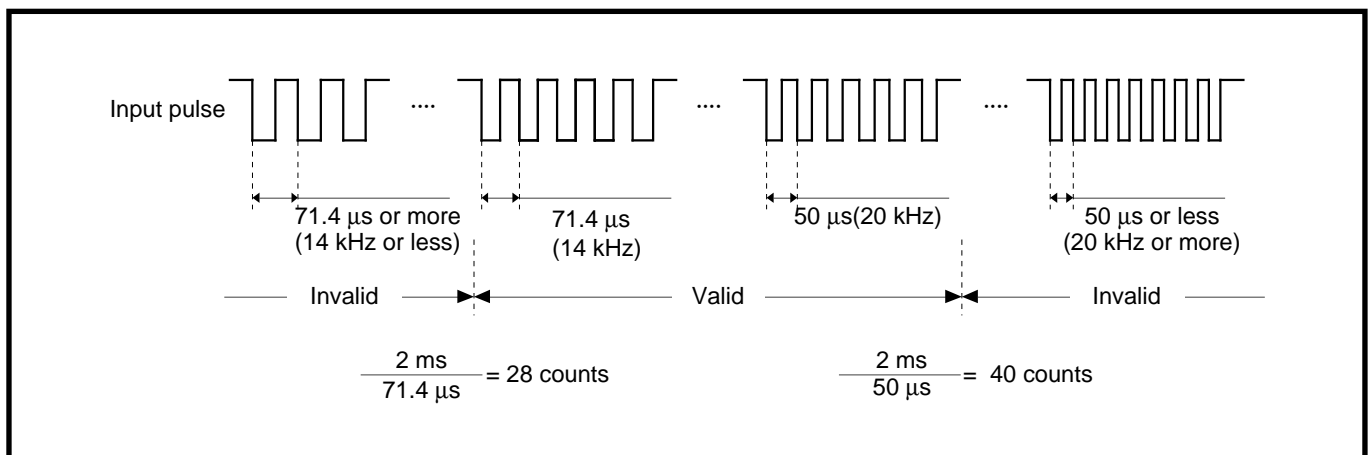 Input pulse
....
....
....
71.4 μs or more
(14 kHz or less)
71.4 μs
(14 kHz)
50 μs(20 kHz)
50 μs or less
(20 kHz or more)
Invalid
Valid
Invalid
2 ms
71.4 μs
= 28 counts
2 ms
50 μs
= 40 counts